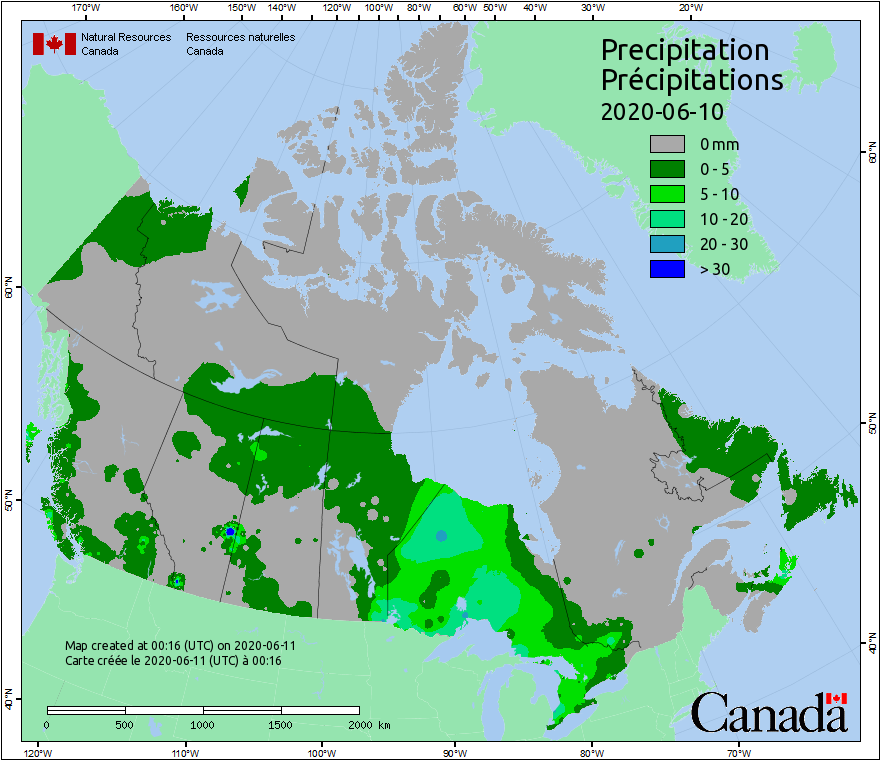 170°W 160°W 150°W 140°W 130°W 120°W 110°W 100°W 90°W 80°W 60°W 50°W 40°W 30°W 20°W
Natural Resources Ressources naturelles
Canada Canada
Precipitation
Précipitations
2020-06-10
0 mm
0 - 5
5 - 10
10 - 20
20 - 30
> 30
60°N
60°N
50°N
50°N
40°N
40°N
Map created at 00:16 (UTC) on 2020-06-11
Carte créée le 2020-06-11 (UTC) à 00:16
0 500 1000 1500 2000 km
Canada
120°W 110°W 100°W 90°W 80°W 70°W